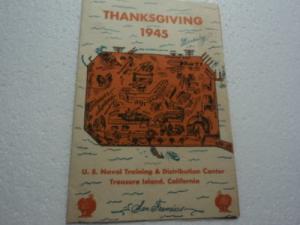 THANKSGIVING
1945
U. S. Naval Training & Distribution Center
Treasure Island, California
San Francisco